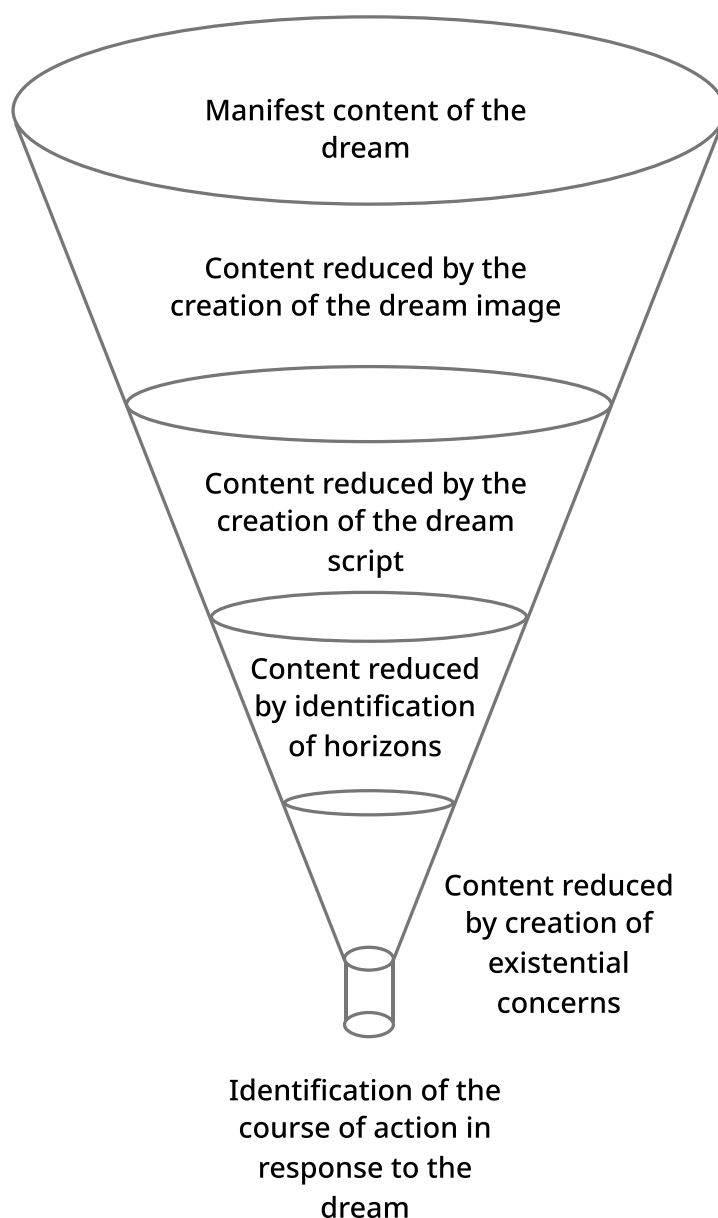 Manifest content of the
dream
Content reduced by the
creation of the dream image
Content reduced by the
creation of the dream
script
Content reduced
by identification
of horizons
Content reduced
by creation of
existential
concerns
Identification of the
course of action in
response to the
dream